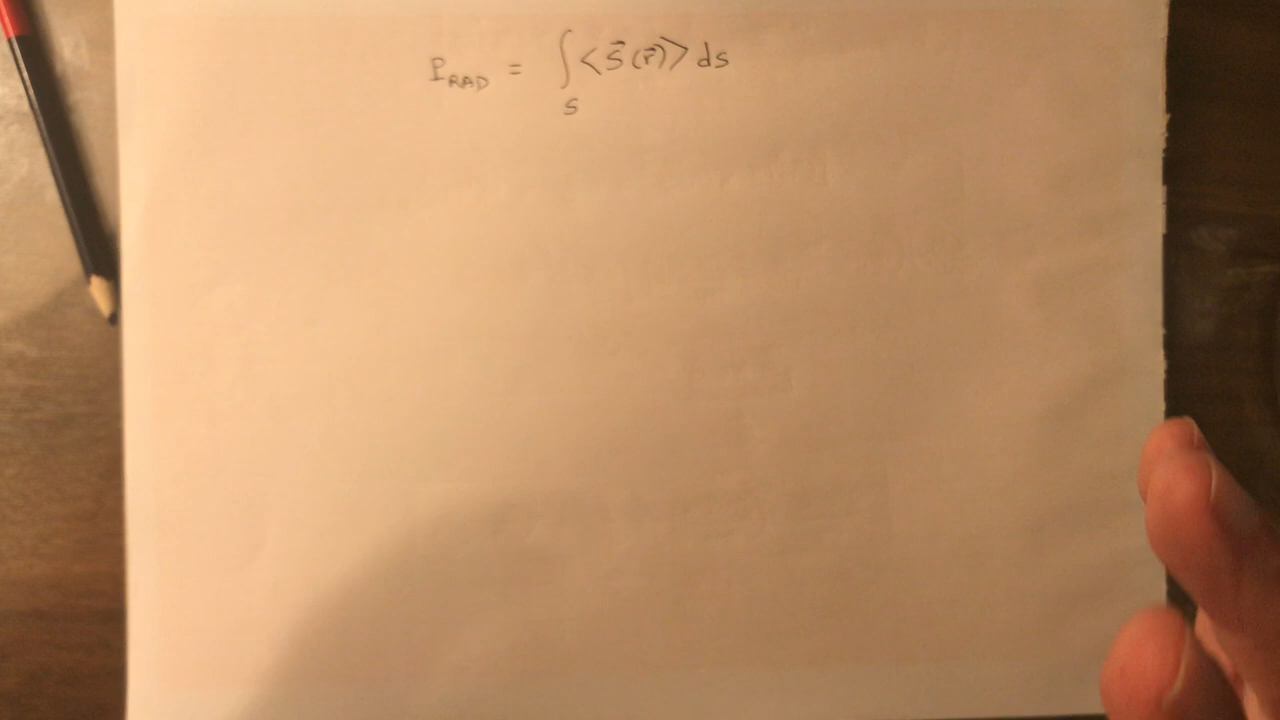 P_RAD = ∫_S <S⃗(r⃗)> ds